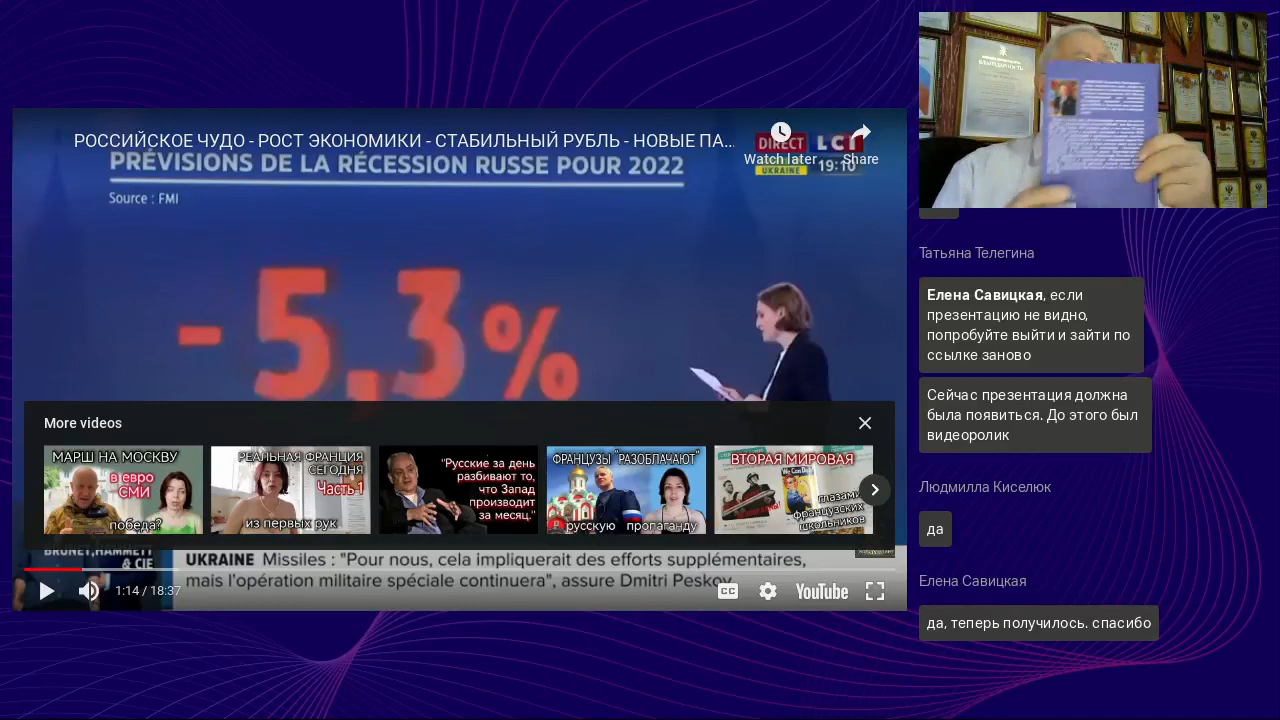 РОССИЙСКОЕ ЧУДО - РОСТ ЭКОНОМИКИ - СТАБИЛЬНЫЙ РУБЛЬ - НОВЫЕ ПА...
Watch later
Share
PRÉVISIONS DE LA RÉCESSION RUSSE POUR 2022
Source : FMI
DIRECT LCI
UKRAINE 19:10
- 5,3%
More videos
МАРШ НА МОСКВУ
в евро
СМИ
победа?
РЕАЛЬНАЯ ФРАНЦИЯ
СЕГОДНЯ
Часть 1
из первых рук
"Русские за день
разбивают то,
что Запад
производит
за месяц."
ФРАНЦУЗЫ "РАЗОБЛАЧАЮТ"
русскую пропаганду
ВТОРАЯ МИРОВАЯ
We Can Do It!
глазами
французских
школьников
BRUNET, HAMMETT
& CIE
UKRAINE Missiles : "Pour nous, cela impliquerait des efforts supplémentaires,
mais l'opération militaire spéciale continuera", assure Dmitri Peskov
1:14 / 18:37
CC
YouTube
БЛАГОДАРНОСТЬ
Татьяна Телегина
Елена Савицкая, если
презентацию не видно,
попробуйте выйти и зайти по
ссылке заново
Сейчас презентация должна
была появиться. До этого был
видеоролик
Людмилла Киселюк
да
Елена Савицкая
да, теперь получилось. спасибо